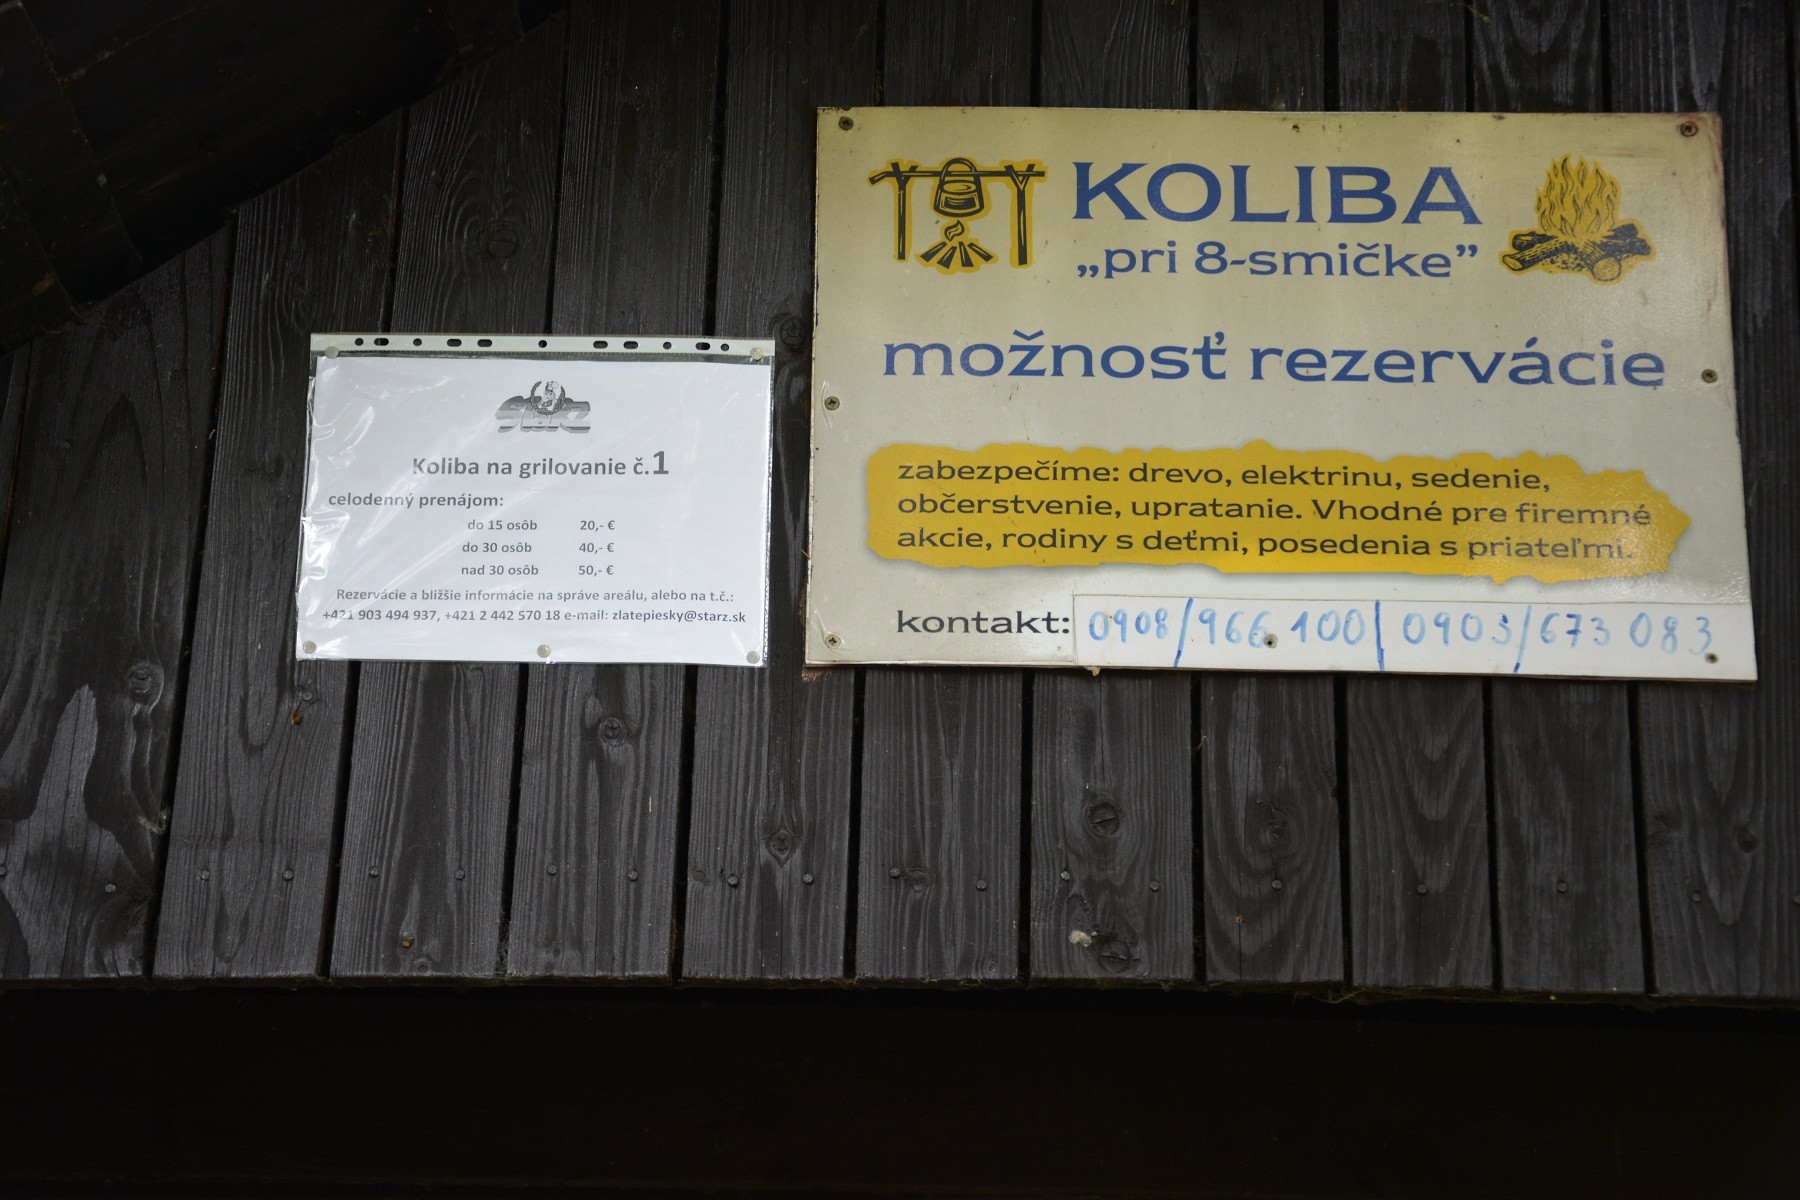 STARZ
Koliba na grilovanie č.1
celodenný prenájom:
do 15 osôb 20,- €
do 30 osôb 40,- €
nad 30 osôb 50,- €
Rezervácie a bližšie informácie na správe areálu, alebo na t.č.:
+421 903 494 937, +421 2 442 570 18 e-mail: zlatepiesky@starz.sk
KOLIBA
„pri 8-smičke”
možnosť rezervácie
zabezpečíme: drevo, elektrinu, sedenie,
občerstvenie, upratanie. Vhodné pre firemné
akcie, rodiny s deťmi, posedenia s priateľmi.
kontakt: 0908/966 100/ 0903/673 083